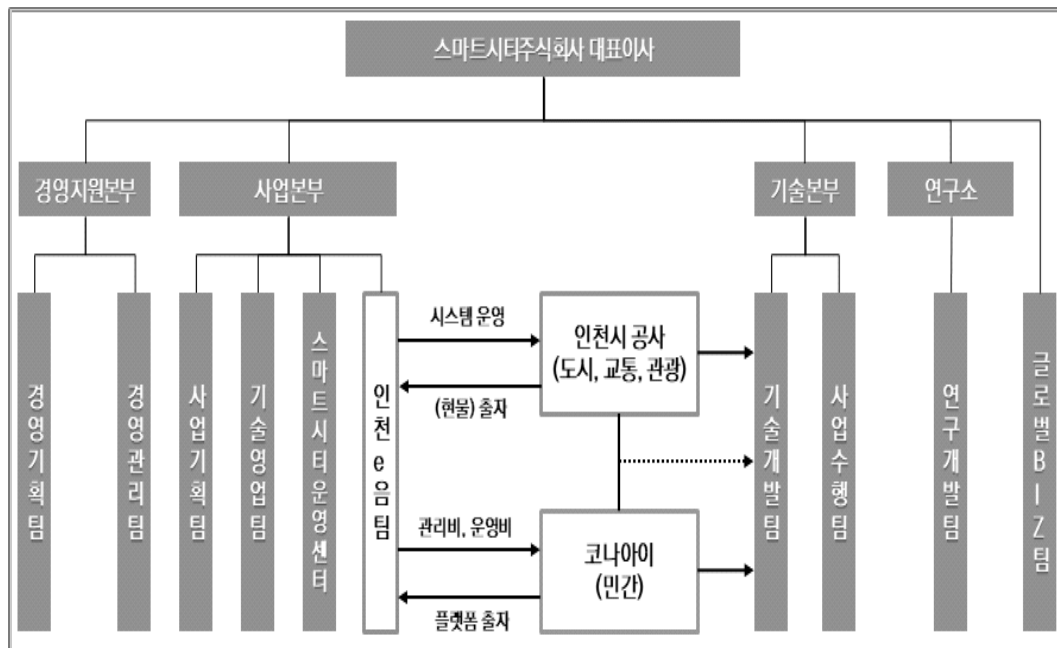 스마트시티주식회사 대표이사
경영지원본부
사업본부
기술본부
연구소
경영기획팀
경영관리팀
사업기획팀
기술영업팀
스마트시티운영센터
인천e음팀
시스템 운영
(현물) 출자
관리비, 운영비
플랫폼 출자
인천시 공사
(도시, 교통, 관광)
코나아이
(민간)
기술개발팀
사업수행팀
연구개발팀
글로벌BIZ팀